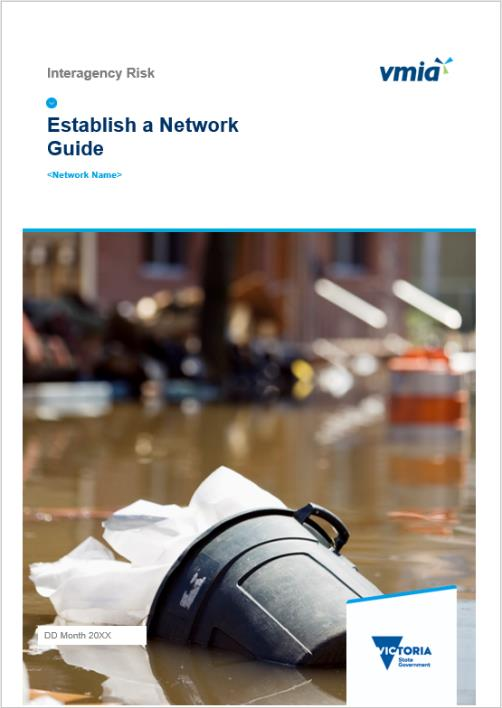 Interagency Risk
vmia
Establish a Network
Guide
<Network Name>
DD Month 20XX
VICTORIA
State
Government